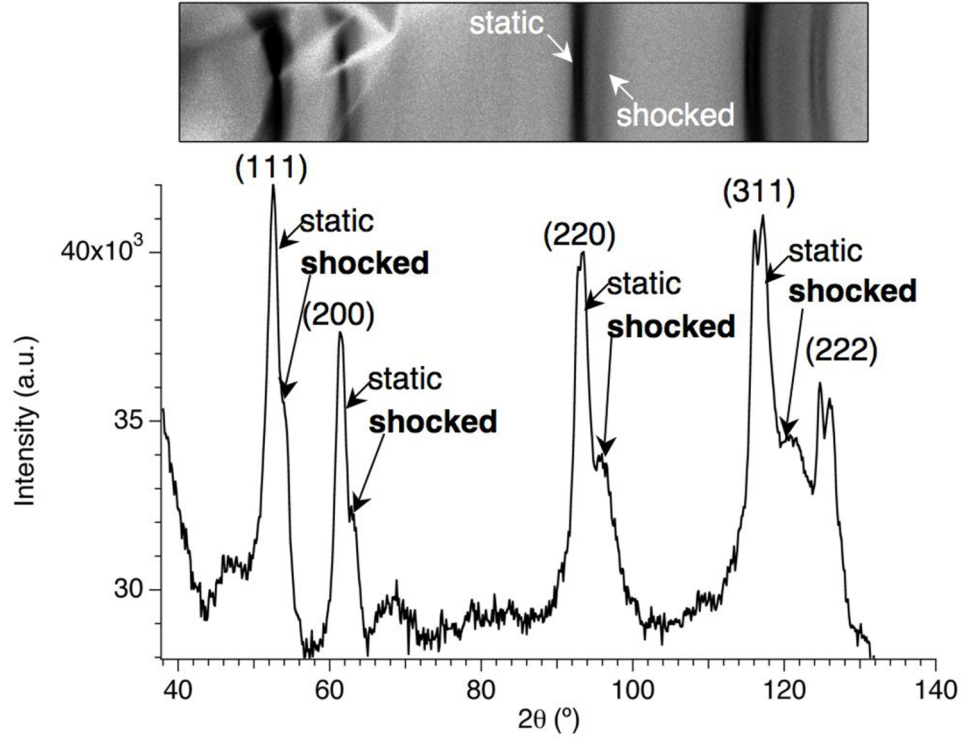 static
shocked
(111)
static
shocked
(200)
static
shocked
(220)
static
shocked
(311)
static
shocked
(222)
40x10³
35
30
Intensity (a.u.)
40
60
80
100
120
140
2θ (º)